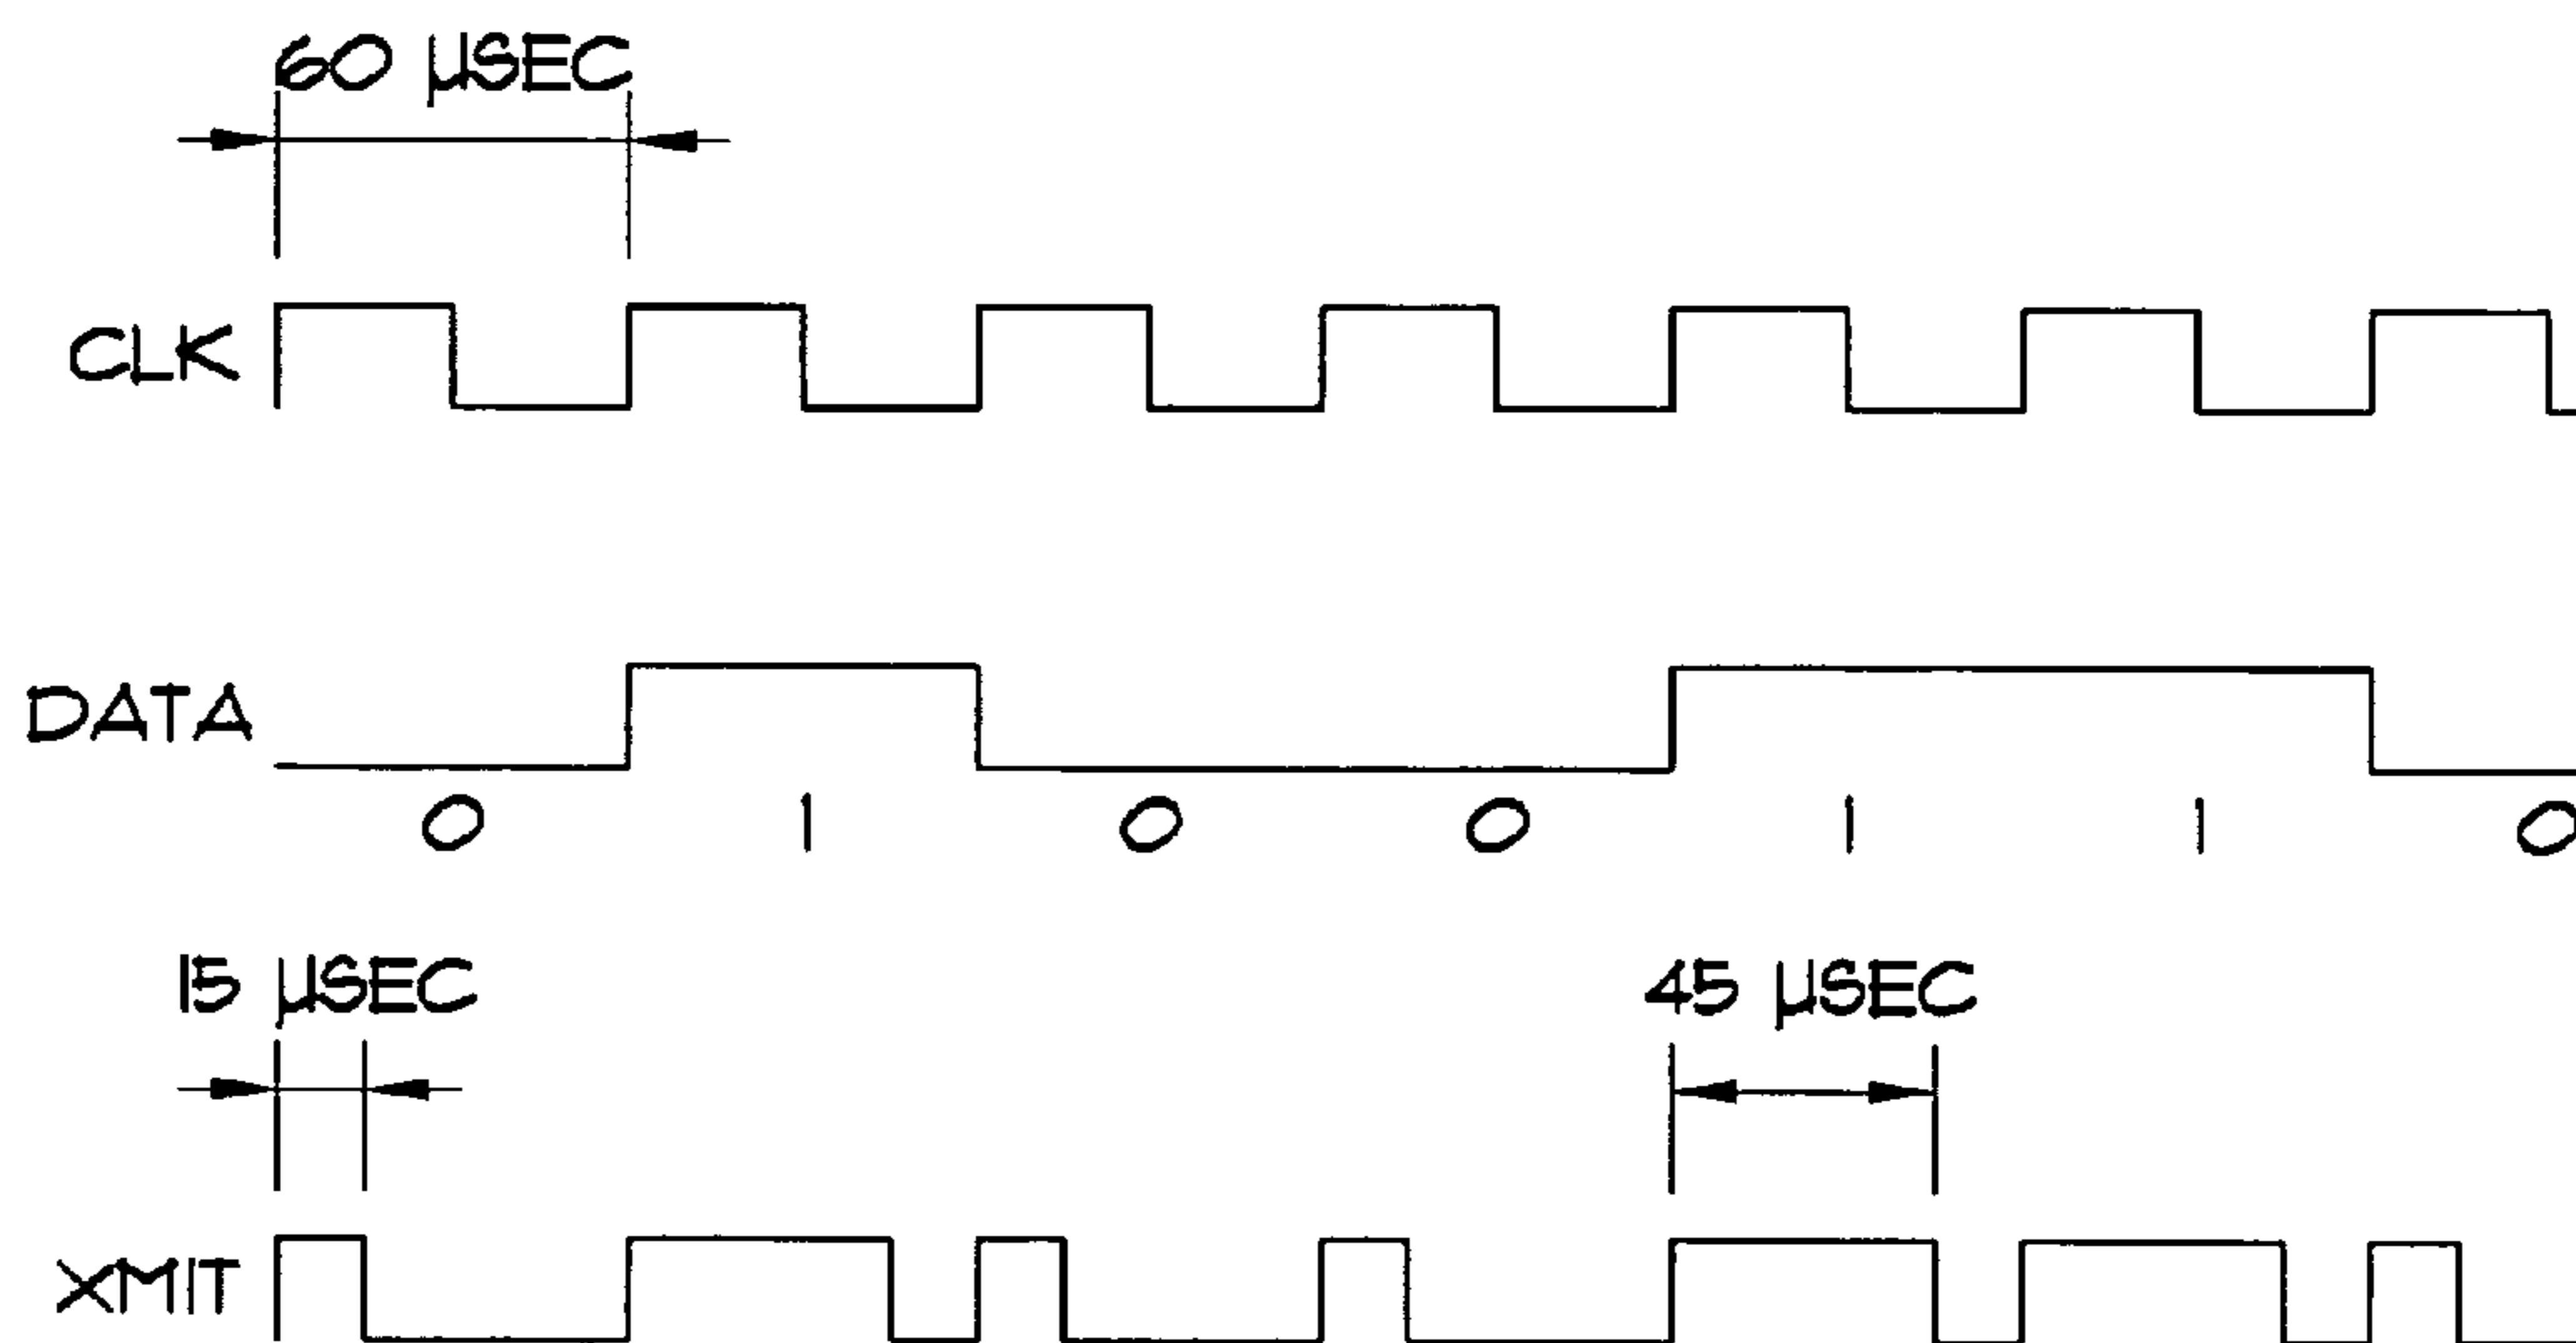 60 µSEC
CLK
DATA
0 1 0 0 1 1 0
15 µSEC 45 µSEC
XMIT